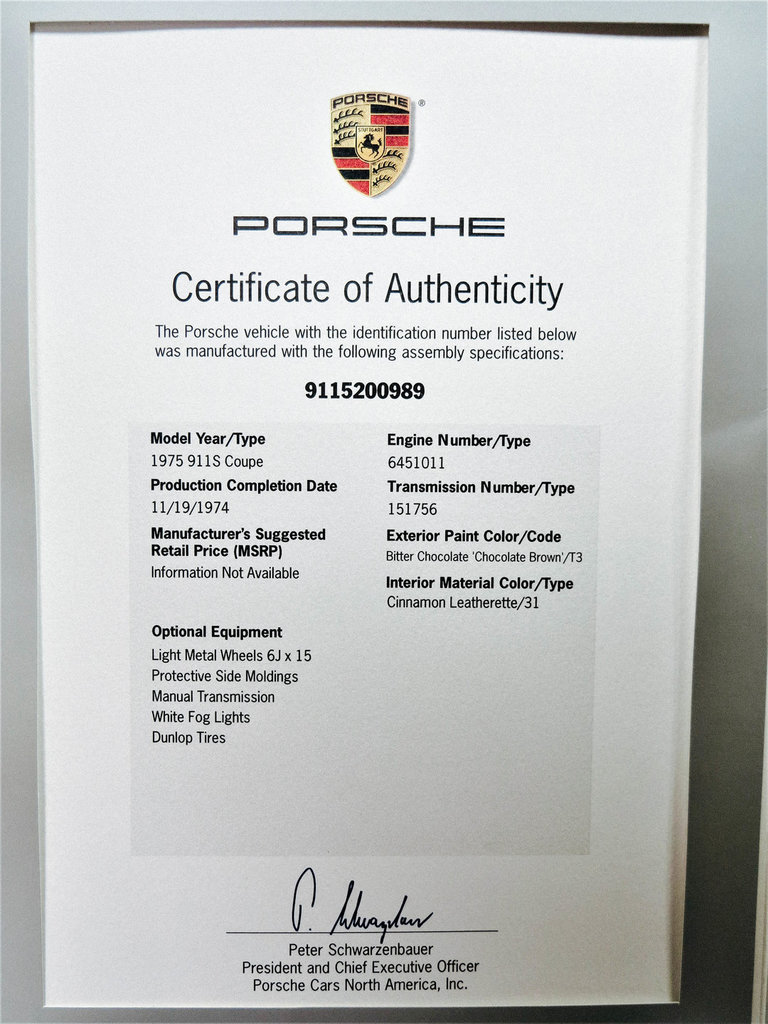 PORSCHE
®
STUTTGART
PORSCHE
Certificate of Authenticity
The Porsche vehicle with the identification number listed below
was manufactured with the following assembly specifications:
9115200989
Model Year/Type
1975 911S Coupe
Production Completion Date
11/19/1974
Manufacturer's Suggested
Retail Price (MSRP)
Information Not Available
Engine Number/Type
6451011
Transmission Number/Type
151756
Exterior Paint Color/Code
Bitter Chocolate 'Chocolate Brown'/T3
Interior Material Color/Type
Cinnamon Leatherette/31
Optional Equipment
Light Metal Wheels 6J x 15
Protective Side Moldings
Manual Transmission
White Fog Lights
Dunlop Tires
P. Schwarzenbauer
Peter Schwarzenbauer
President and Chief Executive Officer
Porsche Cars North America, Inc.